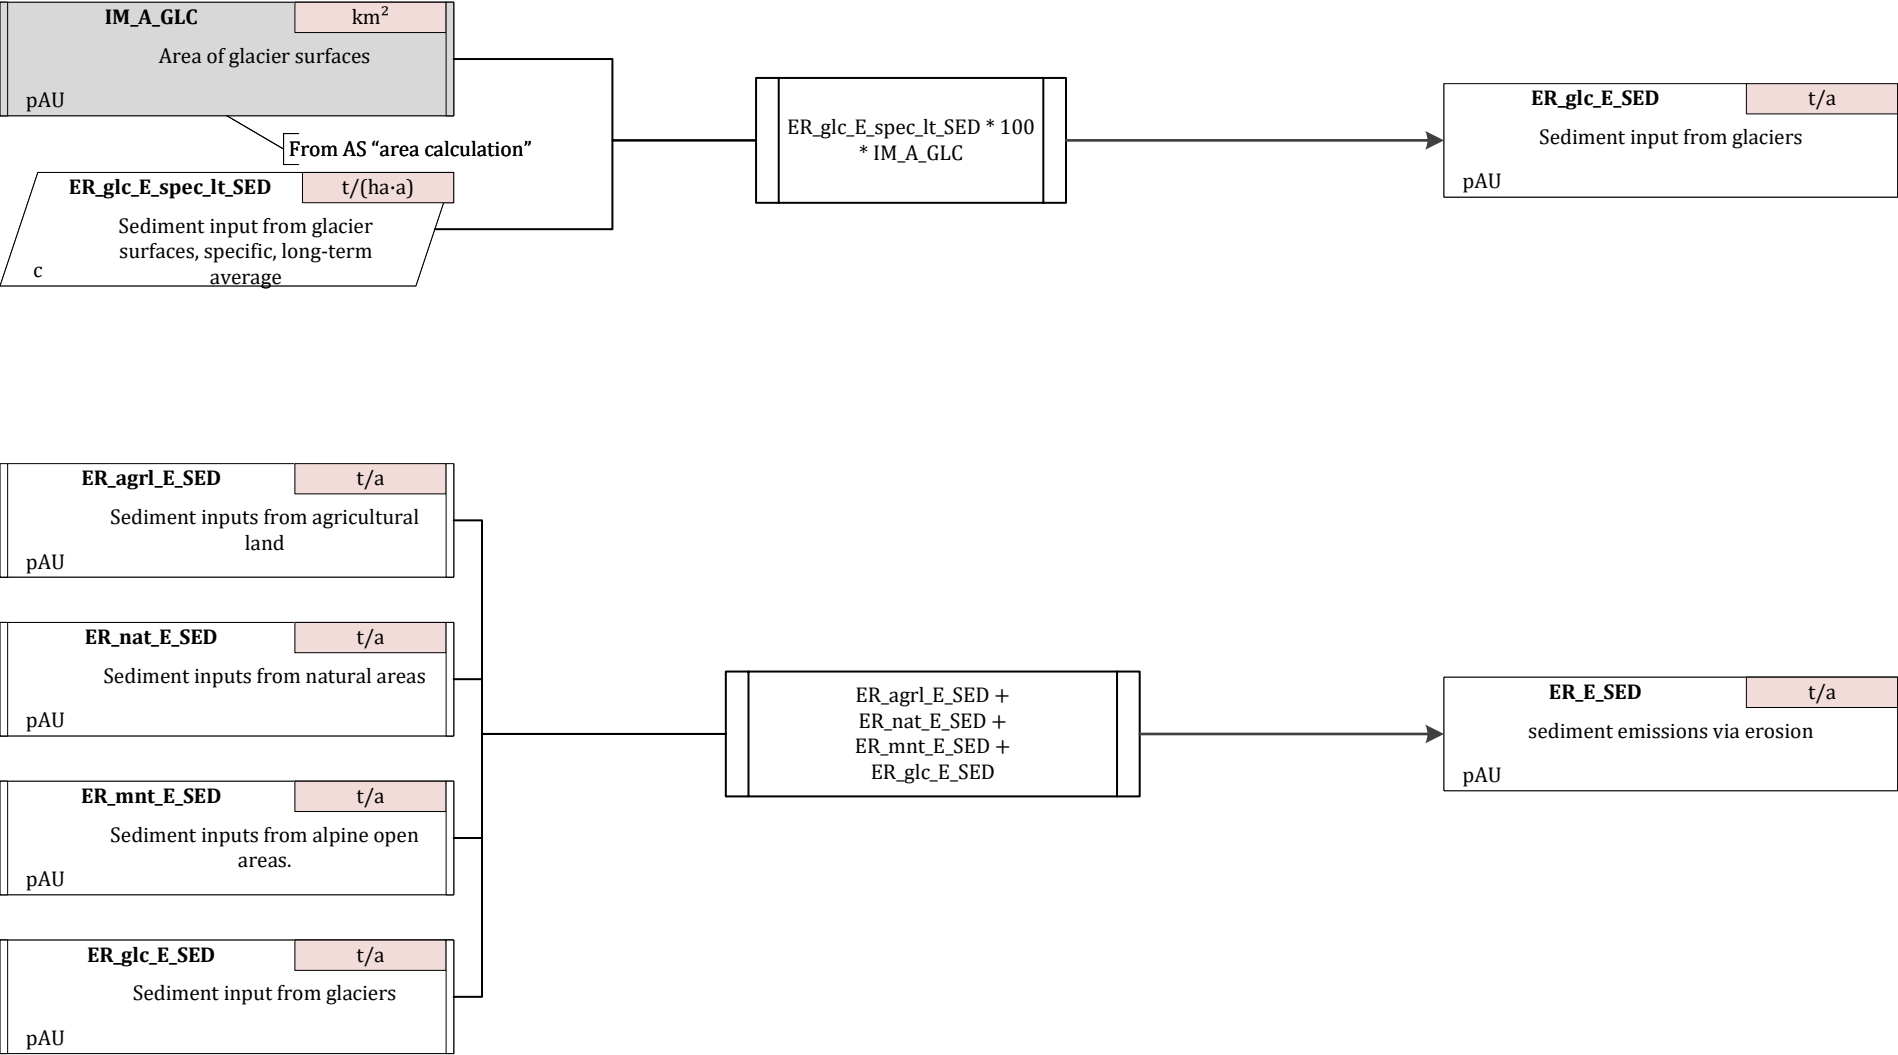 IM_A_GLC
km²
Area of glacier surfaces
pAU
From AS “area calculation”
ER_glc_E_spec_lt_SED
t/(ha·a)
Sediment input from glacier
surfaces, specific, long-term
average
c
ER_glc_E_spec_lt_SED * 100
* IM_A_GLC
ER_glc_E_SED
t/a
Sediment input from glaciers
pAU
ER_agrl_E_SED
t/a
Sediment inputs from agricultural
land
pAU
ER_nat_E_SED
t/a
Sediment inputs from natural areas
pAU
ER_mnt_E_SED
t/a
Sediment inputs from alpine open
areas.
pAU
ER_glc_E_SED
t/a
Sediment input from glaciers
pAU
ER_agrl_E_SED +
ER_nat_E_SED +
ER_mnt_E_SED +
ER_glc_E_SED
ER_E_SED
t/a
sediment emissions via erosion
pAU